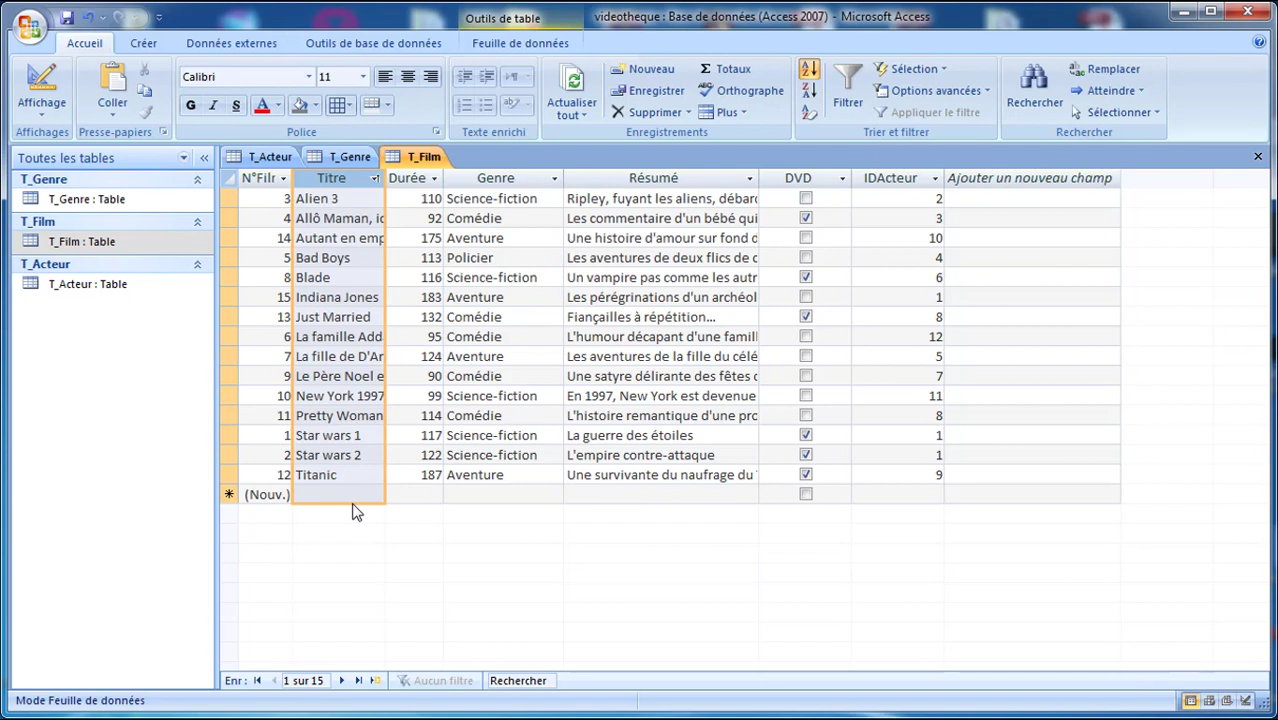 Outils de table
videotheque : Base de données (Access 2007) - Microsoft Access
Accueil Créer Données externes Outils de base de données Feuille de données
Affichage
Affichages
Coller
Presse-papiers
Calibri 11
G I S A
Police
Texte enrichi
Actualiser tout
Nouveau
Enregistrer
Supprimer
Totaux
Orthographe
Plus
Enregistrements
Filtrer
Sélection
Options avancées
Appliquer le filtre
Trier et filtrer
Rechercher
Remplacer
Atteindre
Sélectionner
Rechercher
Toutes les tables
T_Genre
T_Genre : Table
T_Film
T_Film : Table
T_Acteur
T_Acteur : Table
T_Acteur T_Genre T_Film
N°Filr Titre Durée Genre Résumé DVD IDActeur Ajouter un nouveau champ
3 Alien 3 110 Science-fiction Ripley, fuyant les aliens, débarc 2
4 Allô Maman, ic 92 Comédie Les commentaire d'un bébé qui 3
14 Autant en emp 175 Aventure Une histoire d'amour sur fond d 10
5 Bad Boys 113 Policier Les aventures de deux flics de c 4
8 Blade 116 Science-fiction Un vampire pas comme les autr 6
15 Indiana Jones 183 Aventure Les pérégrinations d'un archéol 1
13 Just Married 132 Comédie Fiançailles à répétition... 8
6 La famille Add 95 Comédie L'humour décapant d'une famill 12
7 La fille de D'Ar 124 Aventure Les aventures de la fille du célé 5
9 Le Père Noel e 90 Comédie Une satyre délirante des fêtes c 7
10 New York 1997 99 Science-fiction En 1997, New York est devenue 11
11 Pretty Woman 114 Comédie L'histoire remantique d'une pro 8
1 Star wars 1 117 Science-fiction La guerre des étoiles 1
2 Star wars 2 122 Science-fiction L'empire contre-attaque 1
12 Titanic 187 Aventure Une survivante du naufrage du 9
(Nouv.)
Enr : 1 sur 15 Aucun filtre Rechercher
Mode Feuille de données